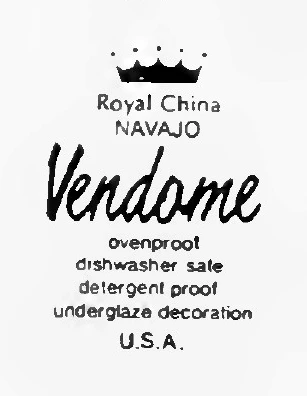 Royal China
NAVAJO
Vendome
ovenproof
dishwasher safe
detergent proof
underglaze decoration
U.S.A.